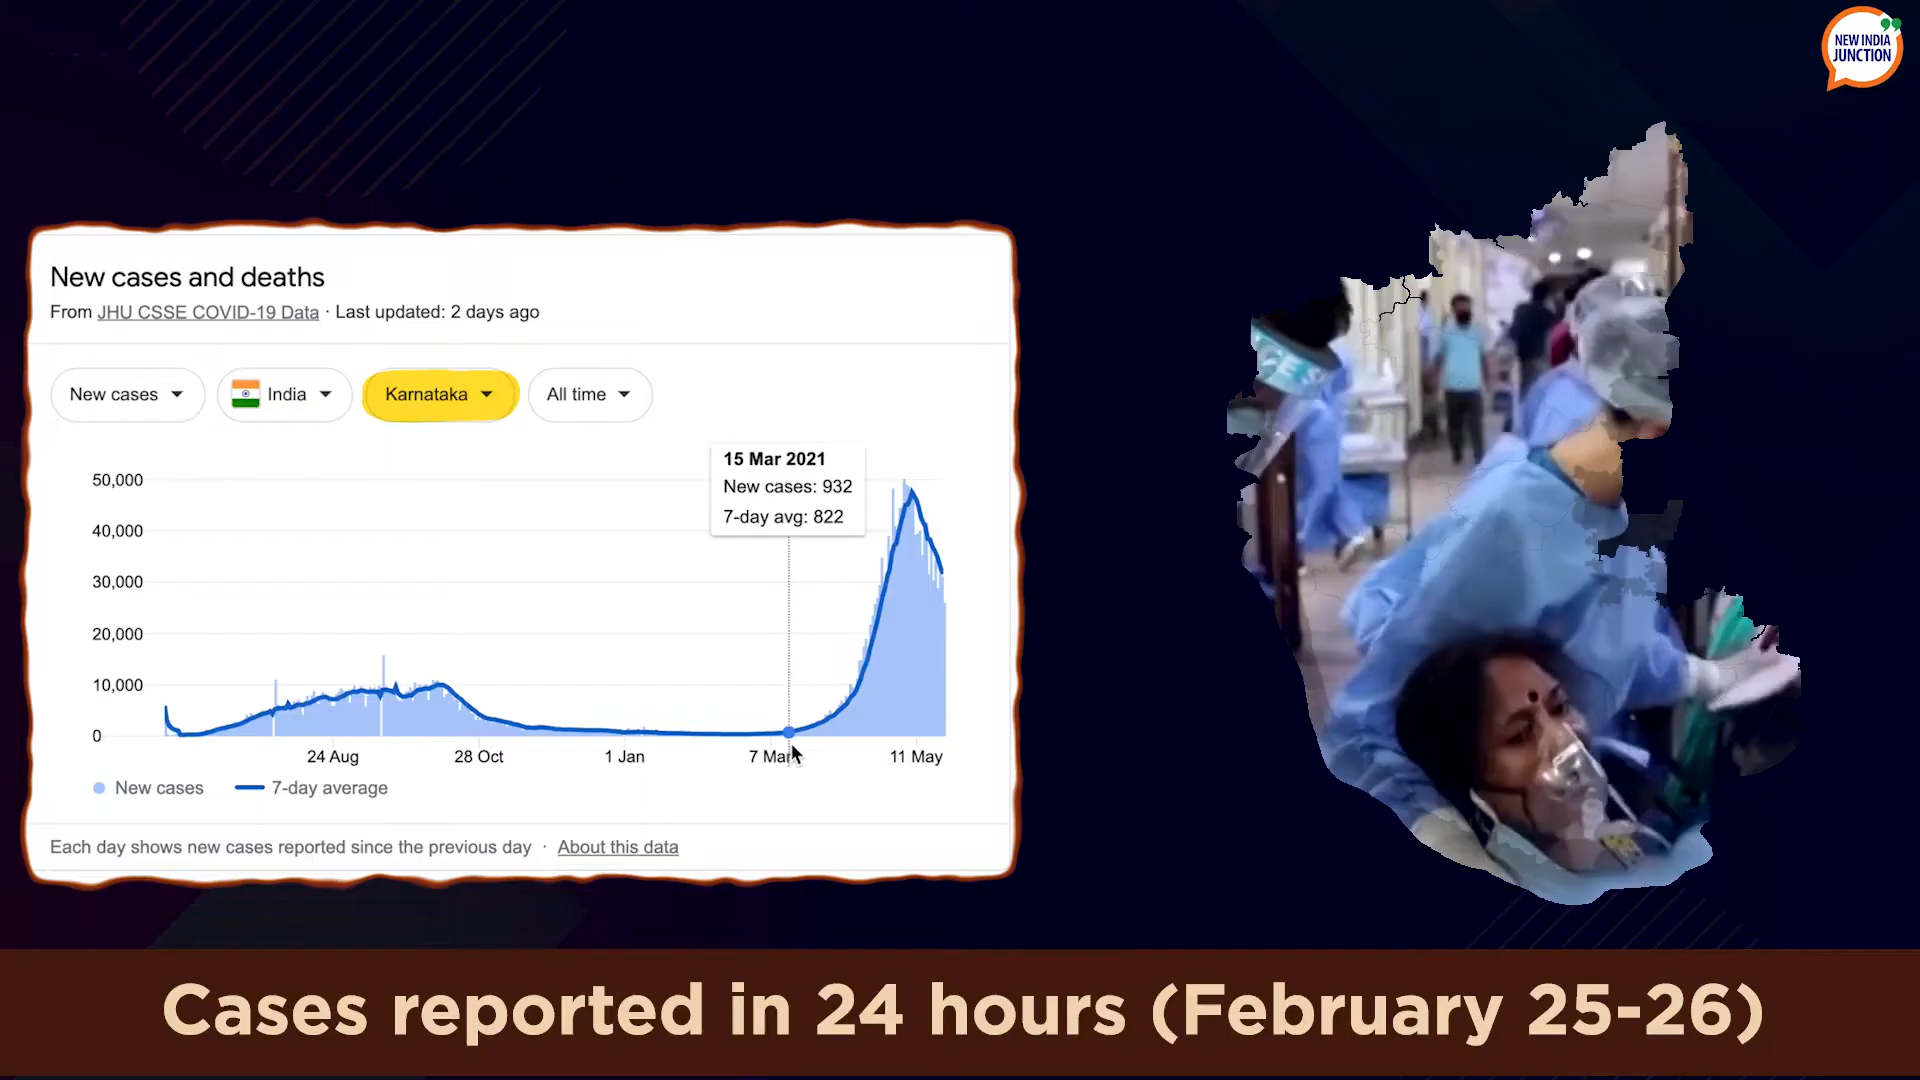 NEW INDIA
JUNCTION
New cases and deaths
From JHU CSSE COVID-19 Data · Last updated: 2 days ago
New cases India Karnataka All time
15 Mar 2021
New cases: 932
7-day avg: 822
50,000
40,000
30,000
20,000
10,000
0
24 Aug 28 Oct 1 Jan 7 Mar 11 May
New cases 7-day average
Each day shows new cases reported since the previous day · About this data
Cases reported in 24 hours (February 25-26)